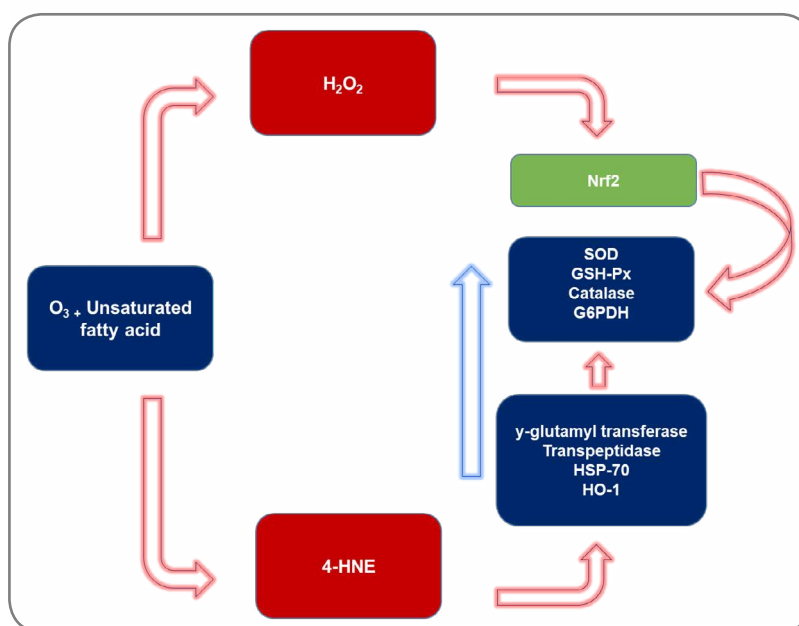 H₂O₂
Nrf2
SOD
GSH-Px
Catalase
G6PDH
O₃ + Unsaturated
fatty acid
y-glutamyl transferase
Transpeptidase
HSP-70
HO-1
4-HNE